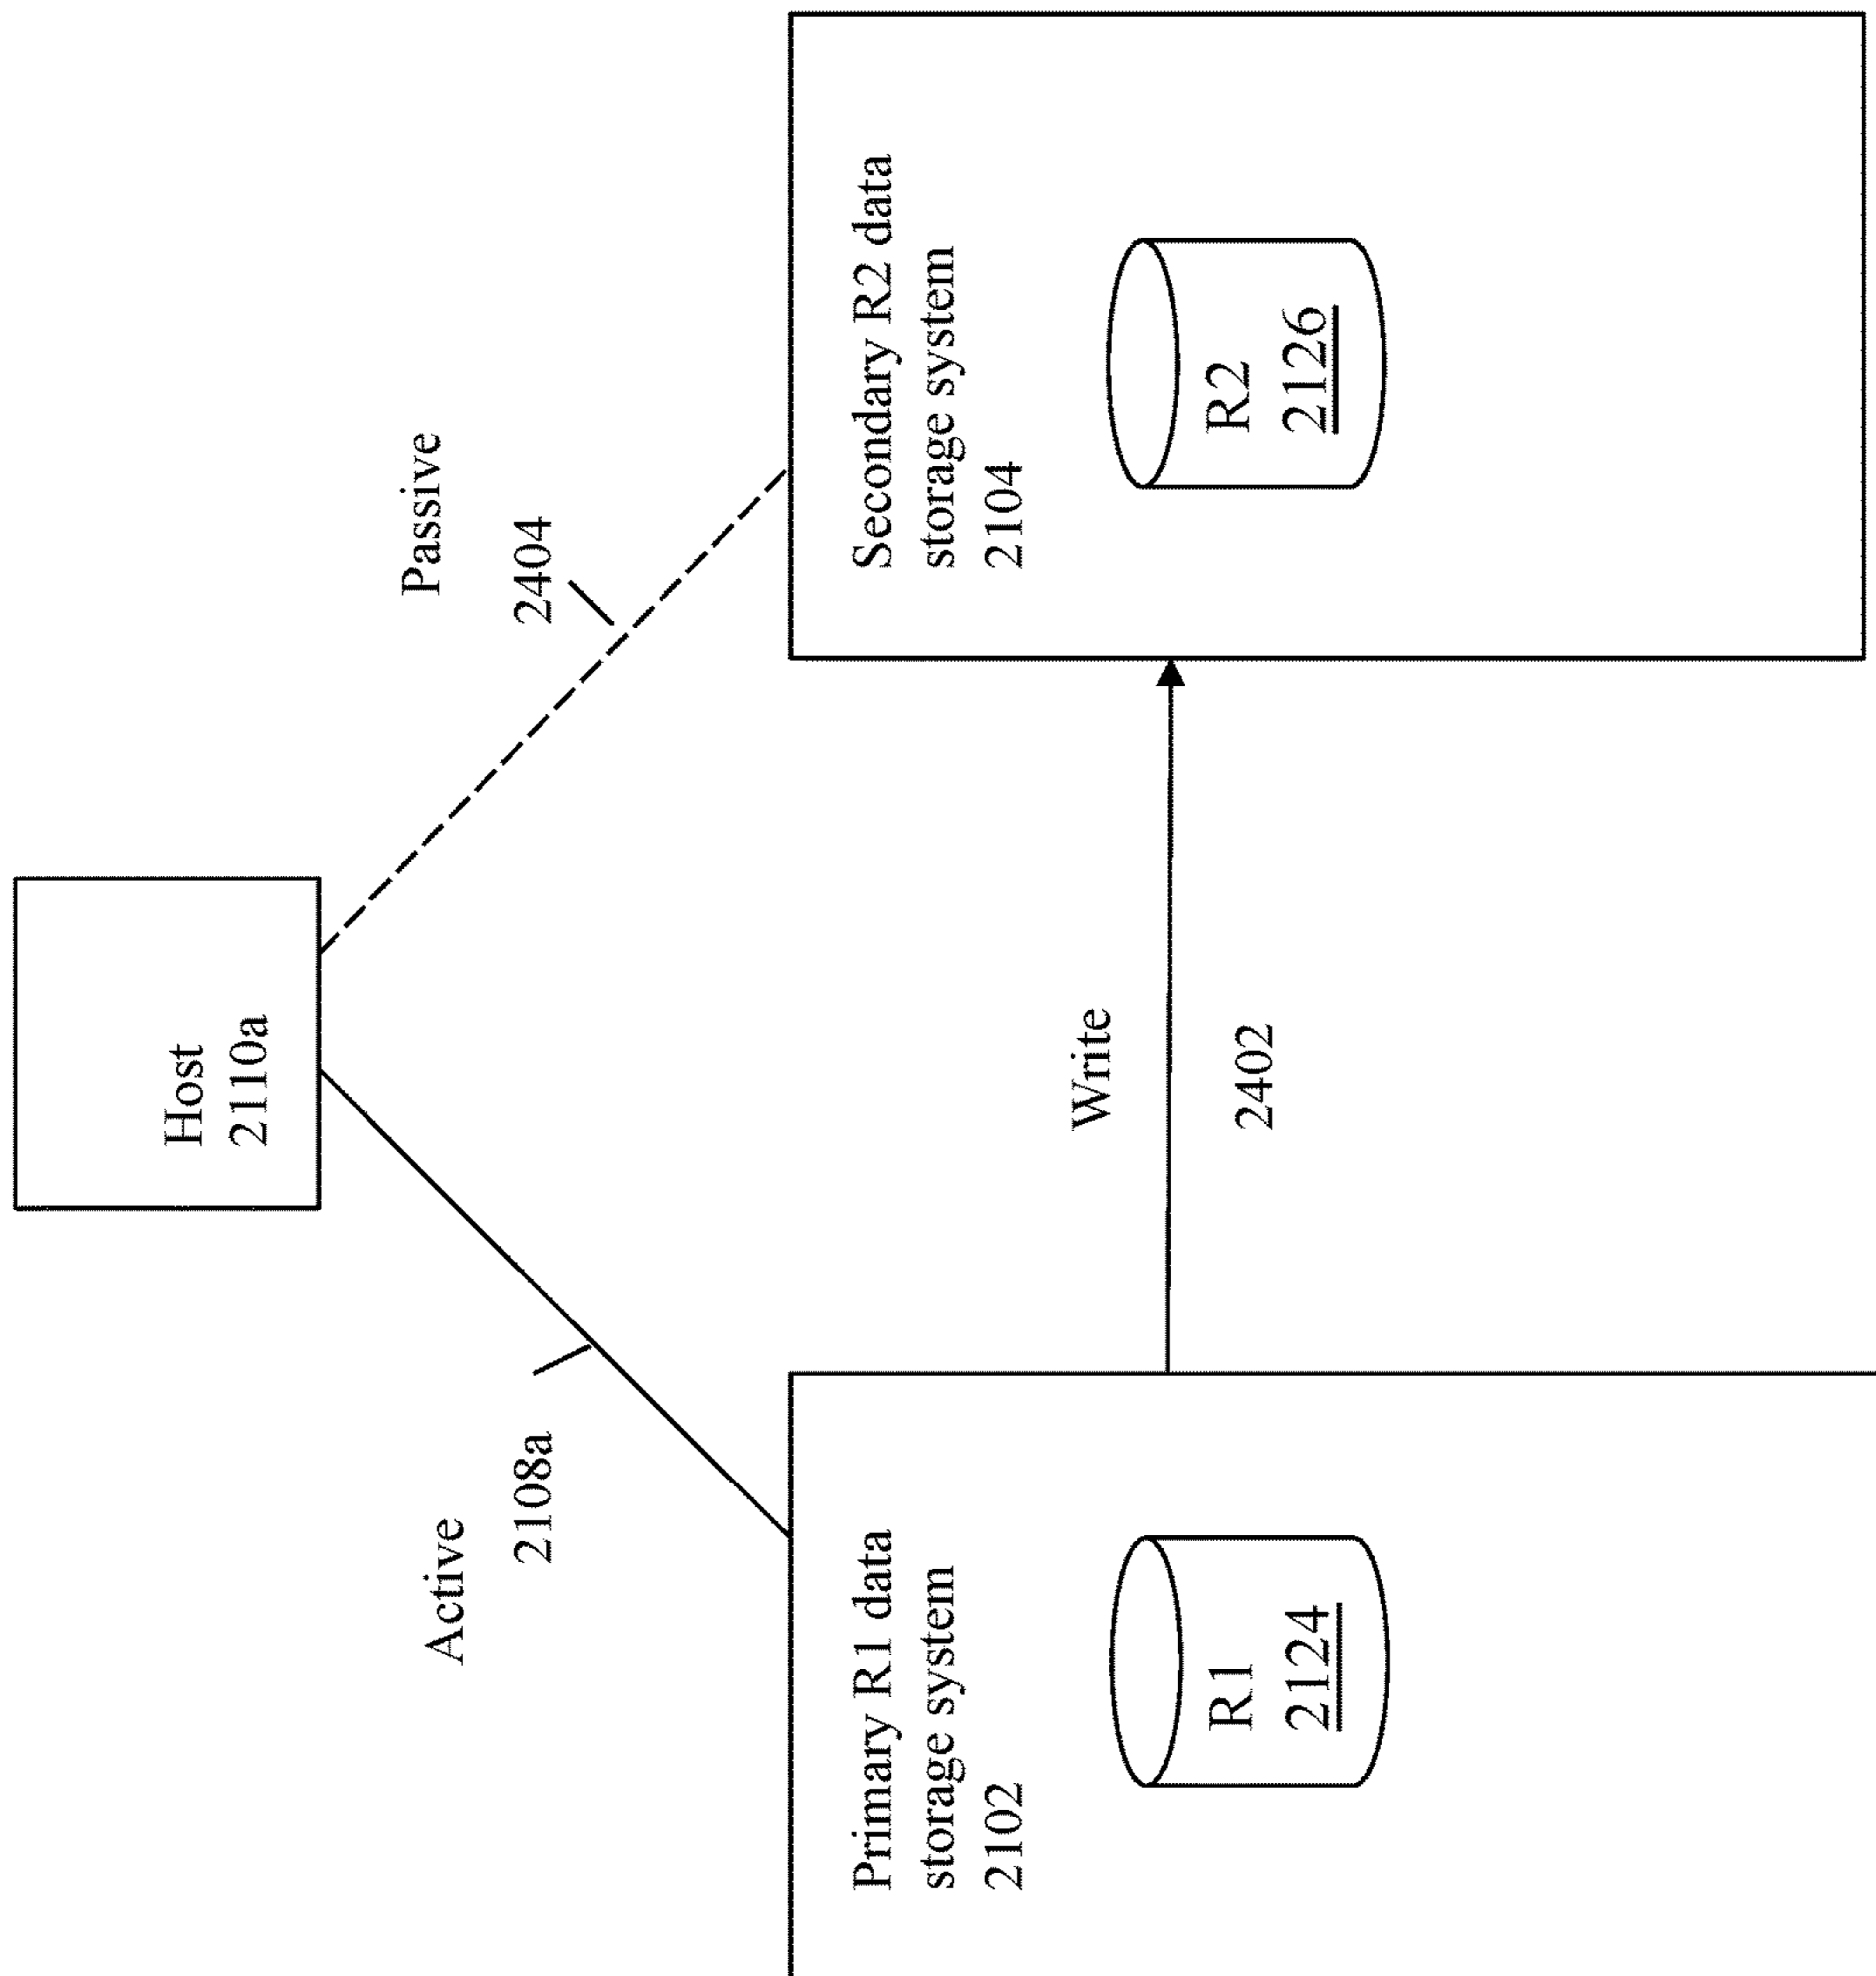 Host
2110a
Active
2108a
Passive
2404
Primary R1 data
storage system
2102
R1
2124
Write
2402
Secondary R2 data
storage system
2104
R2
2126